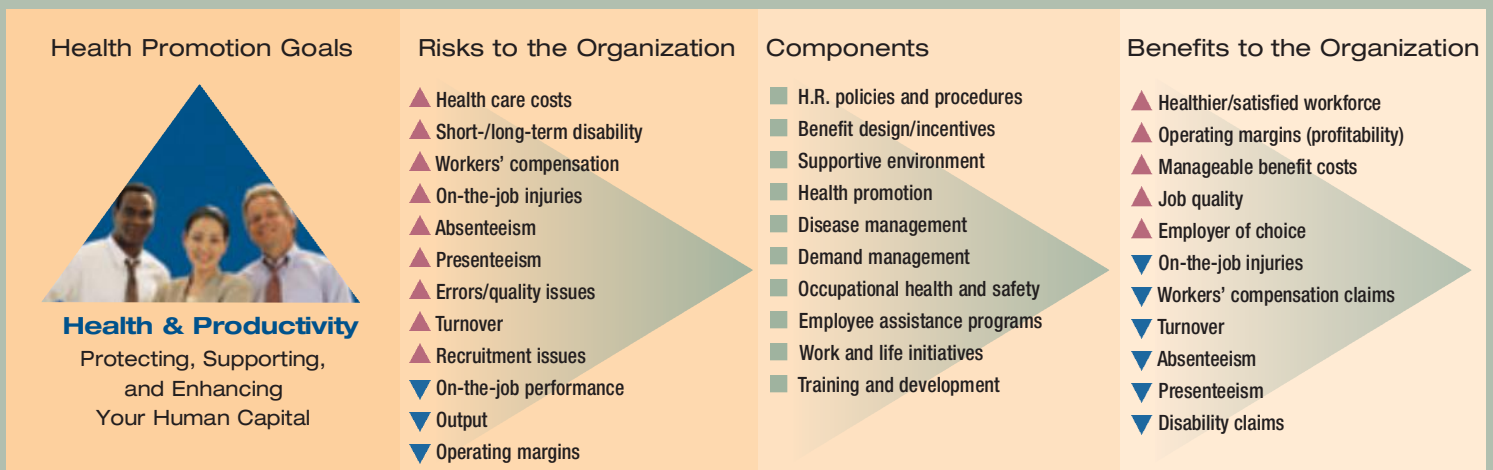 Health Promotion Goals
Health & Productivity
Protecting, Supporting,
and Enhancing
Your Human Capital
Risks to the Organization
Health care costs
Short-/long-term disability
Workers’ compensation
On-the-job injuries
Absenteeism
Presenteeism
Errors/quality issues
Turnover
Recruitment issues
On-the-job performance
Output
Operating margins
Components
H.R. policies and procedures
Benefit design/incentives
Supportive environment
Health promotion
Disease management
Demand management
Occupational health and safety
Employee assistance programs
Work and life initiatives
Training and development
Benefits to the Organization
Healthier/satisfied workforce
Operating margins (profitability)
Manageable benefit costs
Job quality
Employer of choice
On-the-job injuries
Workers’ compensation claims
Turnover
Absenteeism
Presenteeism
Disability claims